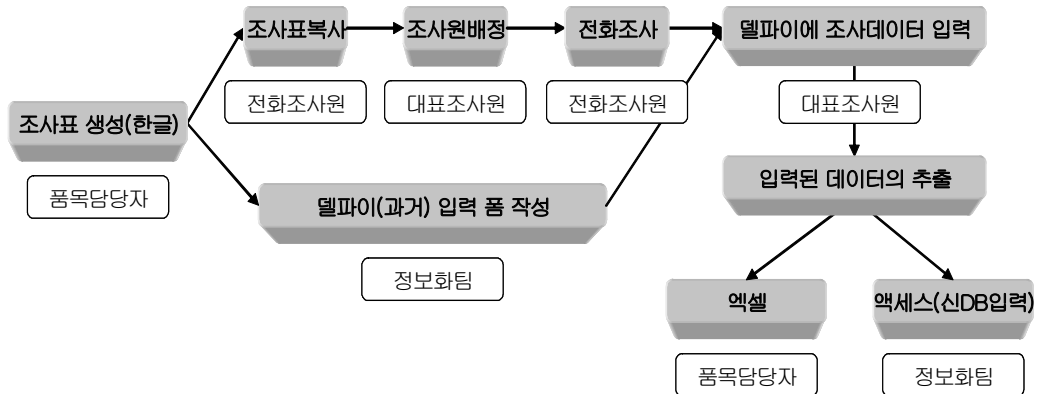 조사표복사
조사원배정
전화조사
델파이에 조사데이터 입력
전화조사원
대표조사원
전화조사원
대표조사원
조사표 생성(한글)
품목담당자
입력된 데이터의 추출
델파이(과거) 입력 폼 작성
정보화팀
엑셀
액세스(신DB입력)
품목담당자
정보화팀